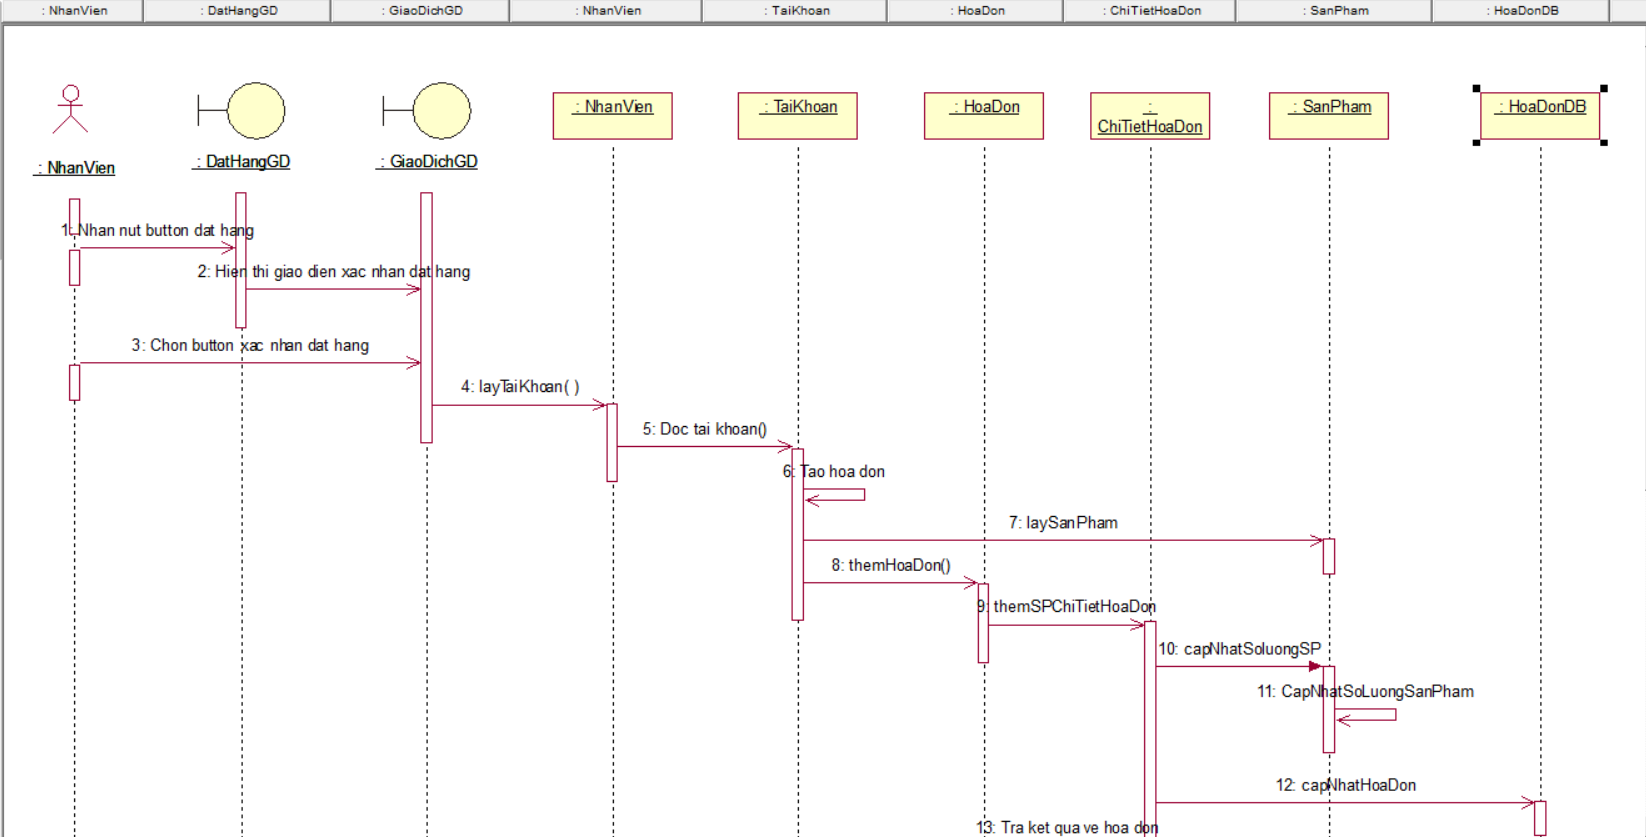 : NhanVien
: DatHangGD
: GiaoDichGD
: NhanVien
: TaiKhoan
: HoaDon
: ChiTietHoaDon
: SanPham
: HoaDonDB
: NhanVien
: DatHangGD
: GiaoDichGD
: NhanVien
: TaiKhoan
: HoaDon
:
ChiTietHoaDon
: SanPham
: HoaDonDB
1: Nhan nut button dat hang
2: Hien thi giao dien xac nhan dat hang
3: Chon button xac nhan dat hang
4: layTaiKhoan( )
5: Doc tai khoan()
6: Tao hoa don
7: laySanPham
8: themHoaDon()
9: themSPChiTietHoaDon
10: capNhatSoluongSP
11: CapNhatSoLuongSanPham
12: capNhatHoaDon
13: Tra ket qua ve hoa don